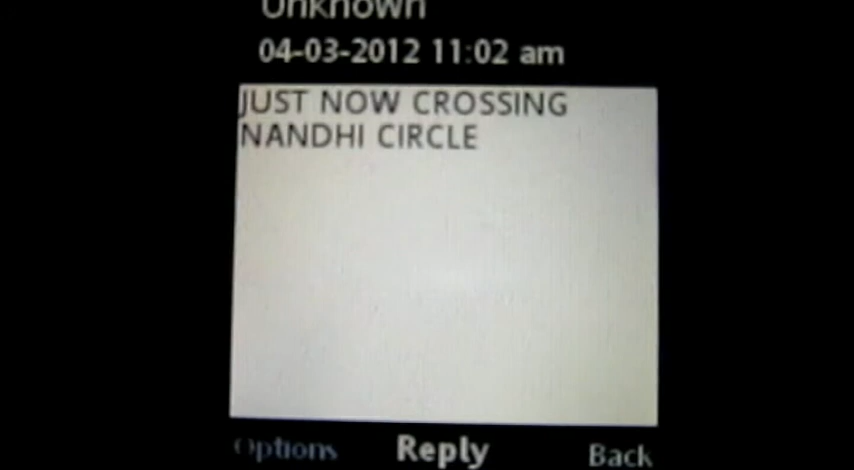 Unknown
04-03-2012 11:02 am
JUST NOW CROSSING
NANDHI CIRCLE
Options Reply Back